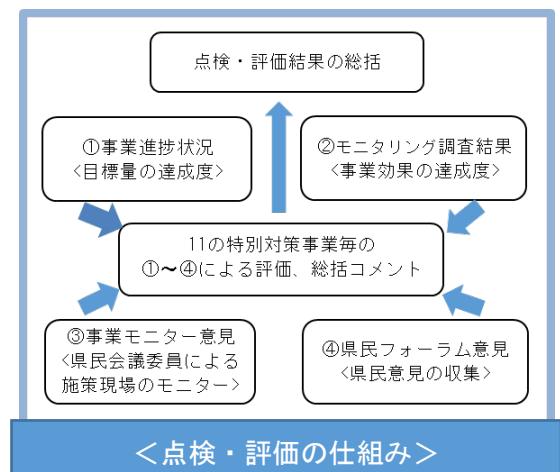 点検・評価結果の総括
①事業進捗状況
<目標量の達成度>
②モニタリング調査結果
<事業効果の達成度>
11の特別対策事業毎の
①～④による評価、総括コメント
③事業モニター意見
<県民会議委員による
施策現場のモニター>
④県民フォーラム意見
<県民意見の収集>
＜点検・評価の仕組み＞